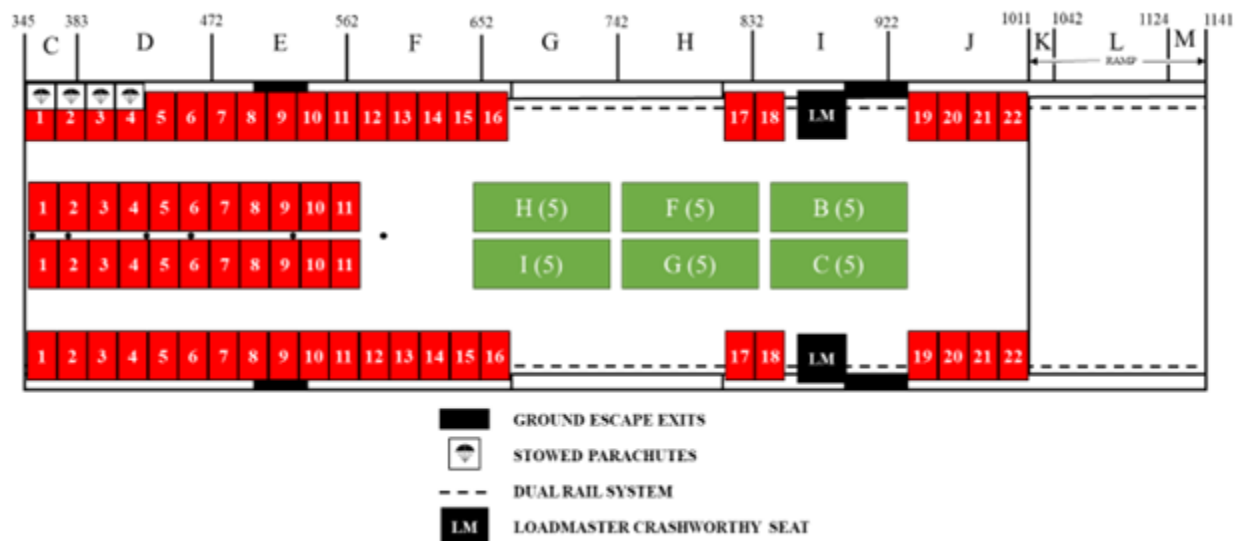 345 383 472 562 652 742 832 922 1011 1042 1124 1141
C D E F G H I J K L M
RAMP
1 2 3 4 5 6 7 8 9 10 11 12 13 14 15 16 17 18 LM 19 20 21 22
1 2 3 4 5 6 7 8 9 10 11 H (5) F (5) B (5)
1 2 3 4 5 6 7 8 9 10 11 I (5) G (5) C (5)
1 2 3 4 5 6 7 8 9 10 11 12 13 14 15 16 17 18 LM 19 20 21 22
GROUND ESCAPE EXITS
STOWED PARACHUTES
DUAL RAIL SYSTEM
LM LOADMASTER CRASHWORTHY SEAT